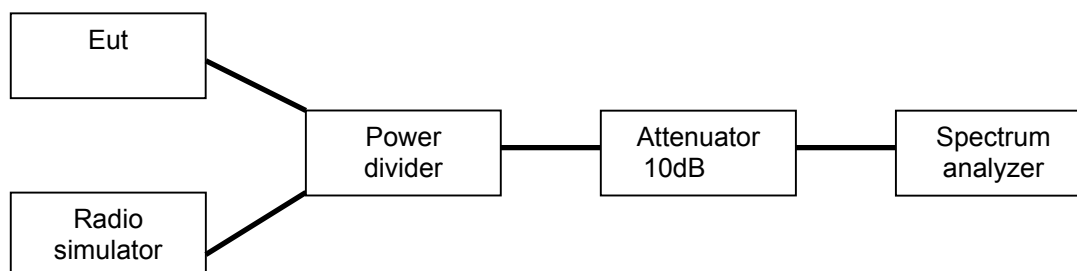 Eut
Radio
simulator
Power
divider
Attenuator
10dB
Spectrum
analyzer